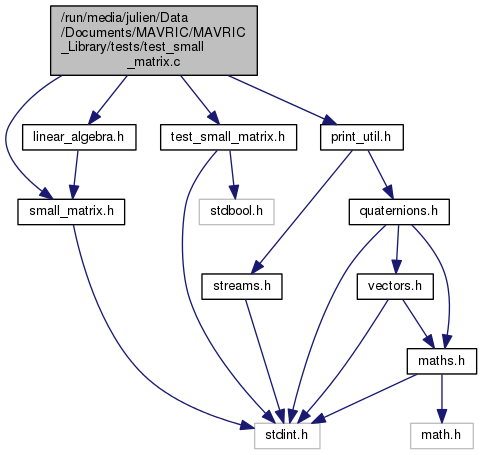 /run/media/julien/Data
/Documents/MAVRIC/MAVRIC
_Library/tests/test_small
_matrix.c
linear_algebra.h
test_small_matrix.h
print_util.h
small_matrix.h
stdbool.h
quaternions.h
streams.h
vectors.h
maths.h
stdint.h
math.h